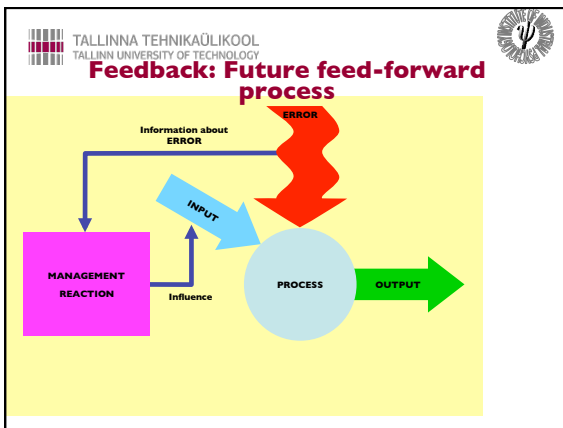 TALLINNA TEHNIKAÜLIKOOL
TALLINN UNIVERSITY OF TECHNOLOGY
Feedback: Future feed-forward
process
ERROR
Information about
ERROR
INPUT
MANAGEMENT
REACTION
Influence
PROCESS
OUTPUT